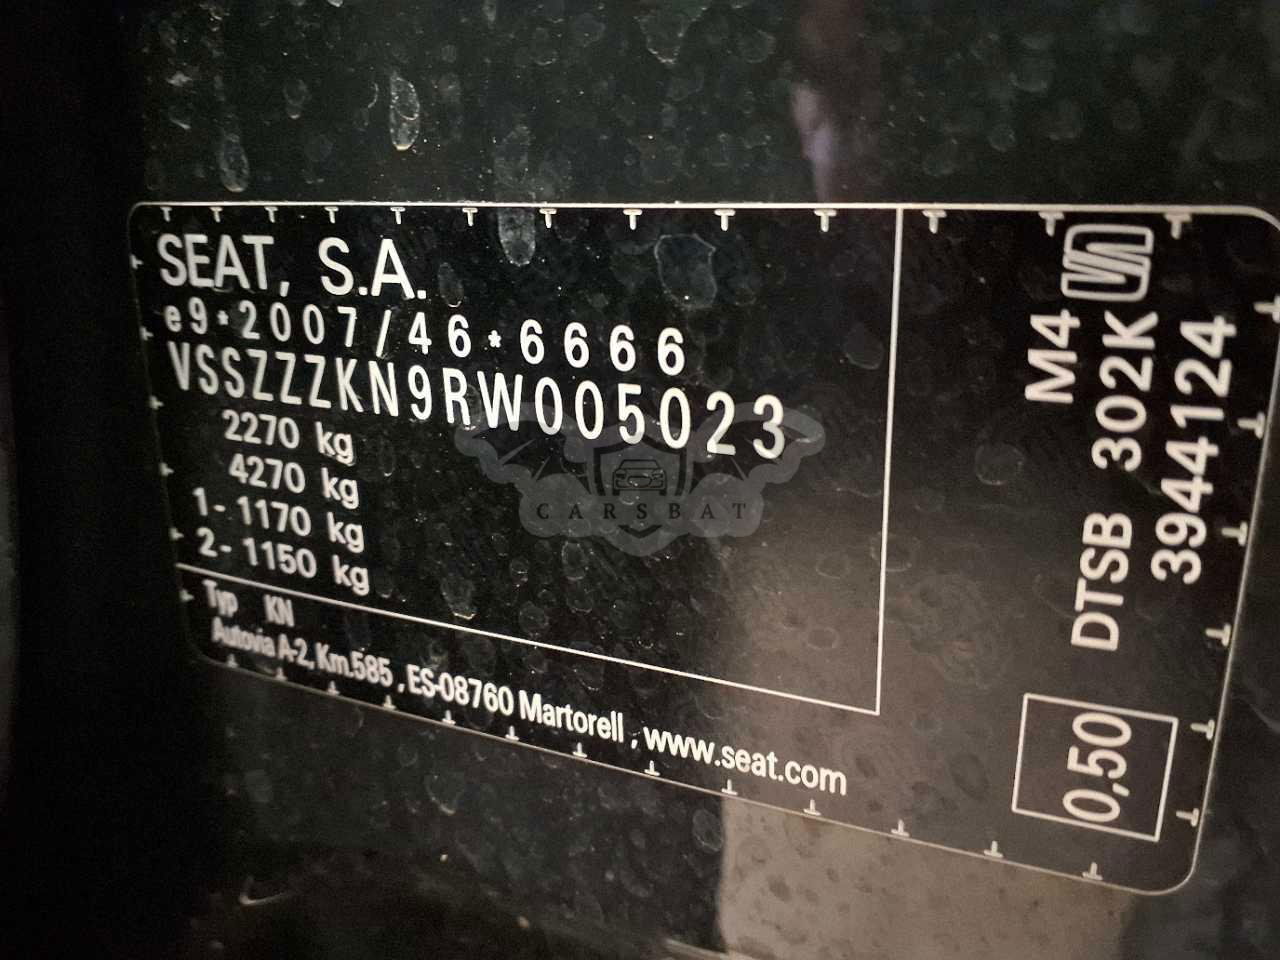 SEAT, S.A.
e9*2007/46*6666
VSSZZZKN9RW005023
2270 kg
4270 kg
1- 1170 kg
2- 1150 kg
Typ KN
Autovia A-2, Km.585 , ES-08760 Martorell , www.seat.com
M4
DTSB 302K
3944124
0,50
CARSBAT